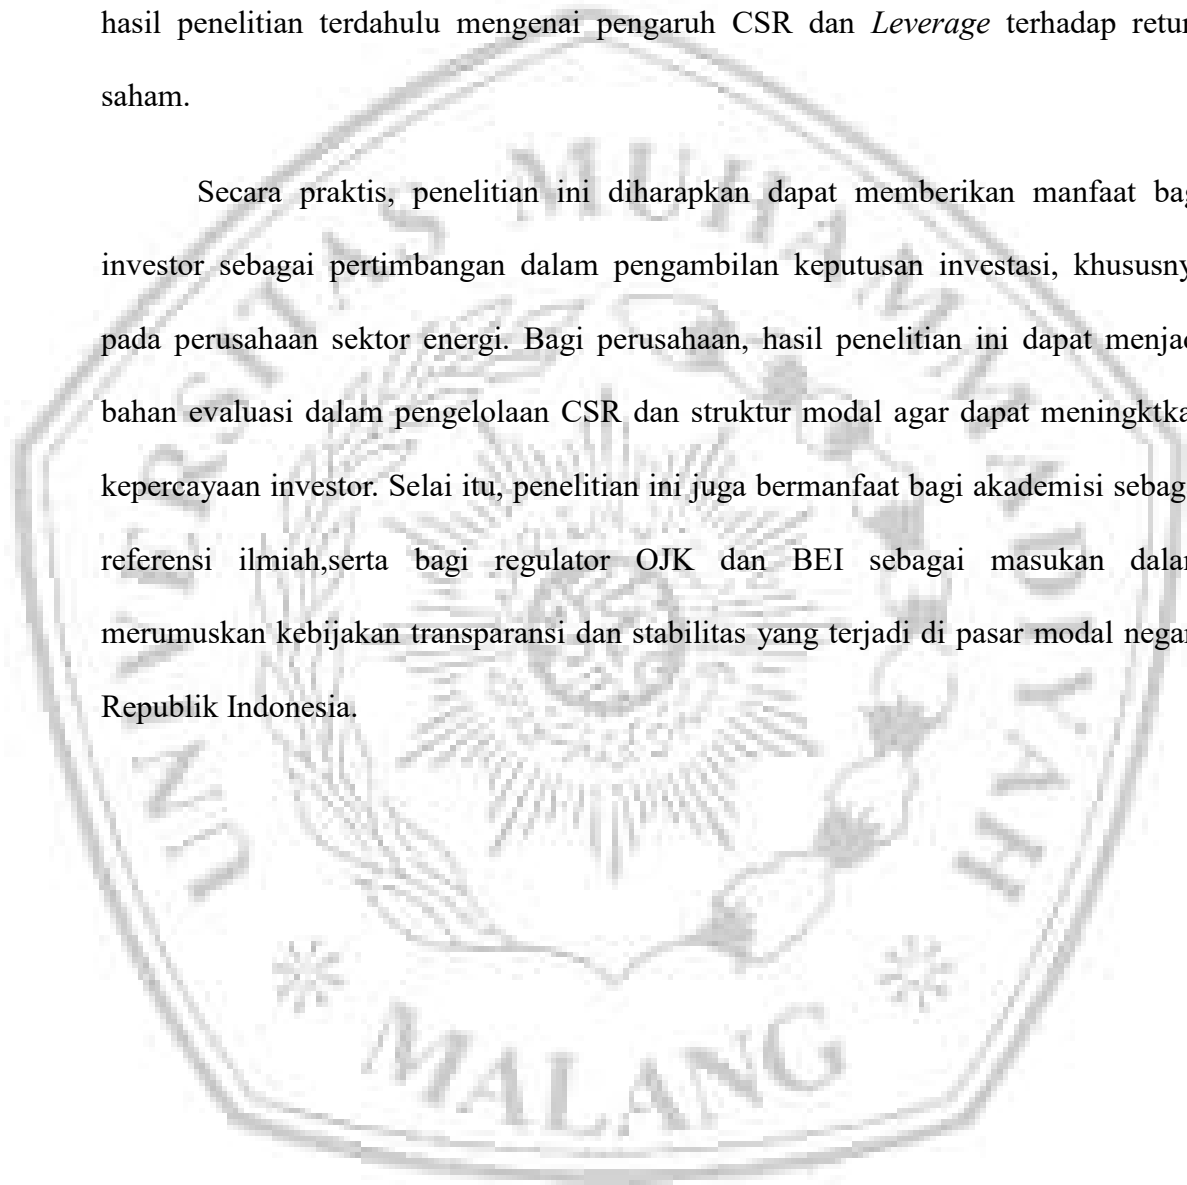 hasil penelitian terdahulu mengenai pengaruh CSR dan Leverage terhadap retur
saham.
Secara praktis, penelitian ini diharapkan dapat memberikan manfaat bag
investor sebagai pertimbangan dalam pengambilan keputusan investasi, khususny
pada perusahaan sektor energi. Bagi perusahaan, hasil penelitian ini dapat menjad
bahan evaluasi dalam pengelolaan CSR dan struktur modal agar dapat meningktka
kepercayaan investor. Selai itu, penelitian ini juga bermanfaat bagi akademisi sebaga
referensi ilmiah,serta bagi regulator OJK dan BEI sebagai masukan dalam
merumuskan kebijakan transparansi dan stabilitas yang terjadi di pasar modal negar
Republik Indonesia.
UNIVERSITAS MUHAMMADIYAH
MALANG